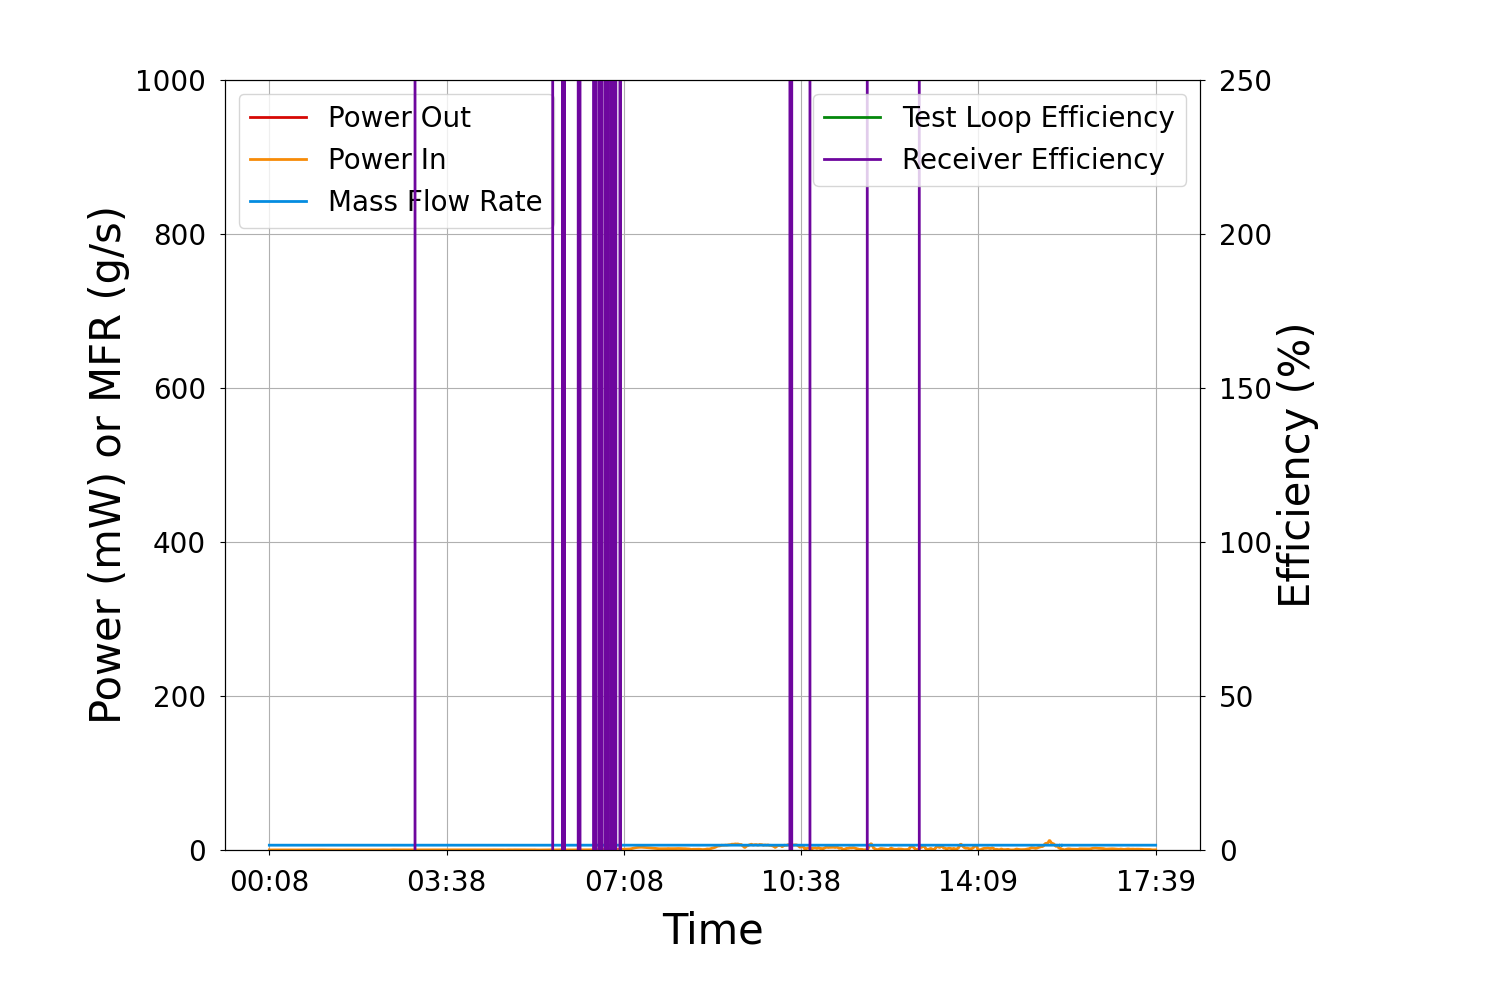 1000
800
600
400
200
0
Power (mW) or MFR (g/s)
Power Out
Power In
Mass Flow Rate
Test Loop Efficiency
Receiver Efficiency
250
200
150
100
50
0
Efficiency (%)
00:08 03:38 07:08 10:38 14:09 17:39
Time